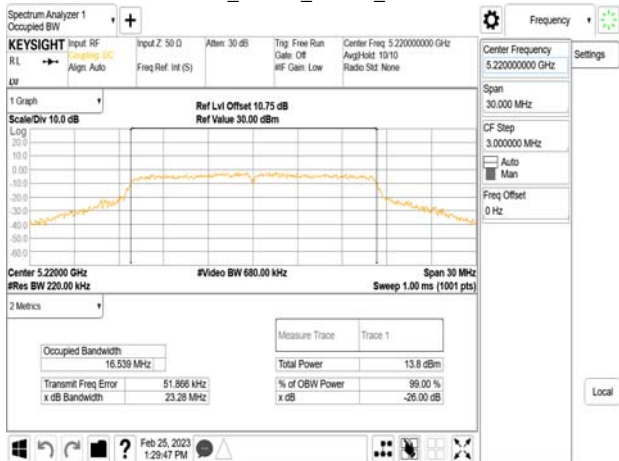 Spectrum Analyzer 1
Occupied BW
KEYSIGHT
RL
Input: RF
Coupling: DC
Align: Auto
Input Z: 50 Ω
Freq Ref: Int (S)
Atten: 30 dB
Trig: Free Run
Gate: Off
#IF Gain: Low
Center Freq: 5.220000000 GHz
Avg|Hold: 10/10
Radio Std: None
1 Graph
Scale/Div 10.0 dB
Ref Lvl Offset 10.75 dB
Ref Value 30.00 dBm
Log
20.0
10.0
0.00
-10.0
-20.0
-30.0
-40.0
-50.0
-60.0
Center 5.22000 GHz
#Res BW 220.00 kHz
#Video BW 680.00 kHz
Span 30 MHz
Sweep 1.00 ms (1001 pts)
2 Metrics
Occupied Bandwidth
16.539 MHz
Transmit Freq Error 51.866 kHz
x dB Bandwidth 23.28 MHz
Measure Trace Trace 1
Total Power 13.8 dBm
% of OBW Power 99.00 %
x dB -26.00 dB
Frequency
Center Frequency
5.220000000 GHz
Span
30.000 MHz
CF Step
3.000000 MHz
Auto
Man
Freq Offset
0 Hz
Settings
Local
?
Feb 25, 2023
1:29:47 PM